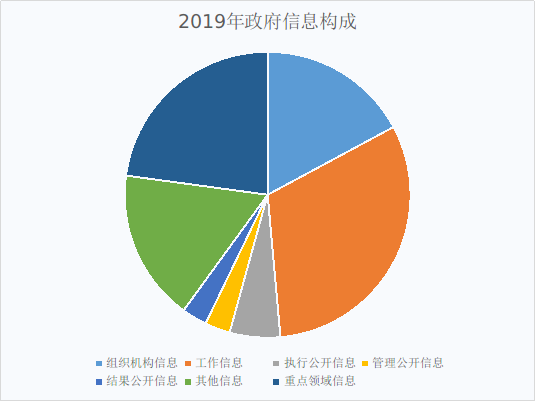 2019年政府信息构成
组织机构信息 工作信息 执行公开信息 管理公开信息
结果公开信息 其他信息 重点领域信息